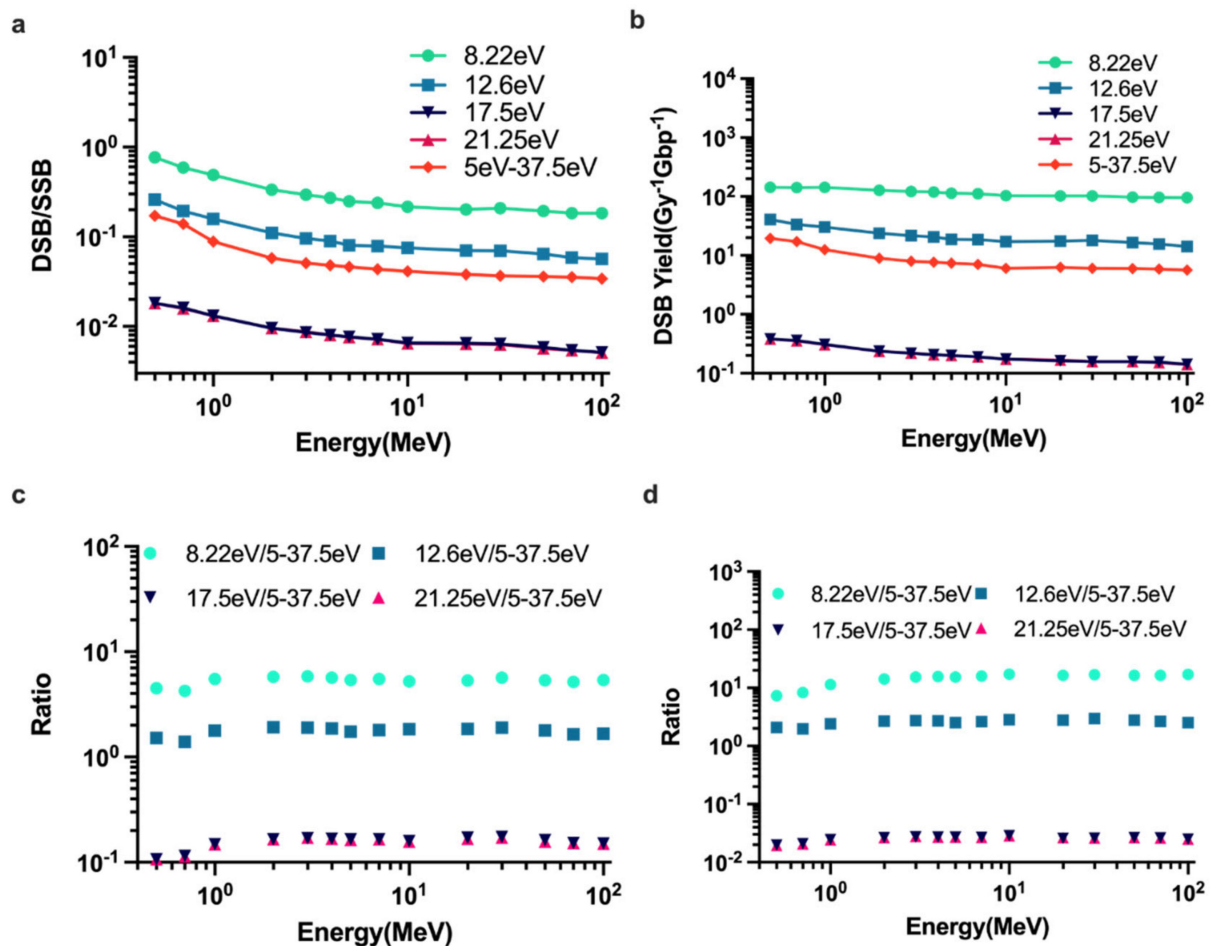 a
DSB/SSB
10¹
10⁰
10⁻¹
10⁻²
10⁰
10¹
10²
Energy(MeV)
8.22eV
12.6eV
17.5eV
21.25eV
5eV-37.5eV
b
DSB Yield(Gy⁻¹Gbp⁻¹)
10⁴
10³
10²
10¹
10⁰
10⁻¹
10⁰
10¹
10²
Energy(MeV)
8.22eV
12.6eV
17.5eV
21.25eV
5-37.5eV
c
Ratio
10²
10¹
10⁰
10⁻¹
10⁰
10¹
10²
Energy(MeV)
8.22eV/5-37.5eV
12.6eV/5-37.5eV
17.5eV/5-37.5eV
21.25eV/5-37.5eV
d
Ratio
10³
10²
10¹
10⁰
10⁻¹
10⁻²
10⁰
10¹
10²
Energy(MeV)
8.22eV/5-37.5eV
12.6eV/5-37.5eV
17.5eV/5-37.5eV
21.25eV/5-37.5eV